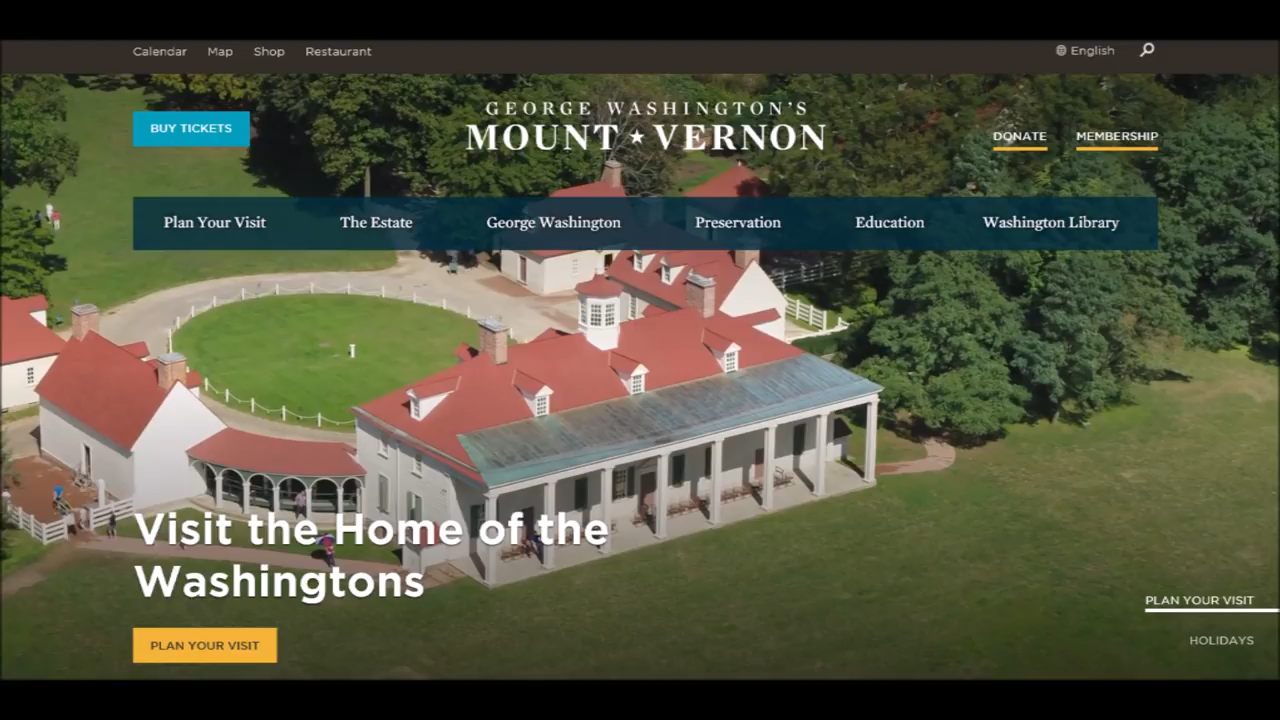 Calendar Map Shop Restaurant English
BUY TICKETS
GEORGE WASHINGTON'S
MOUNT★VERNON
DONATE MEMBERSHIP
Plan Your Visit The Estate George Washington Preservation Education Washington Library
Visit the Home of the
Washingtons
PLAN YOUR VISIT
PLAN YOUR VISIT
HOLIDAYS